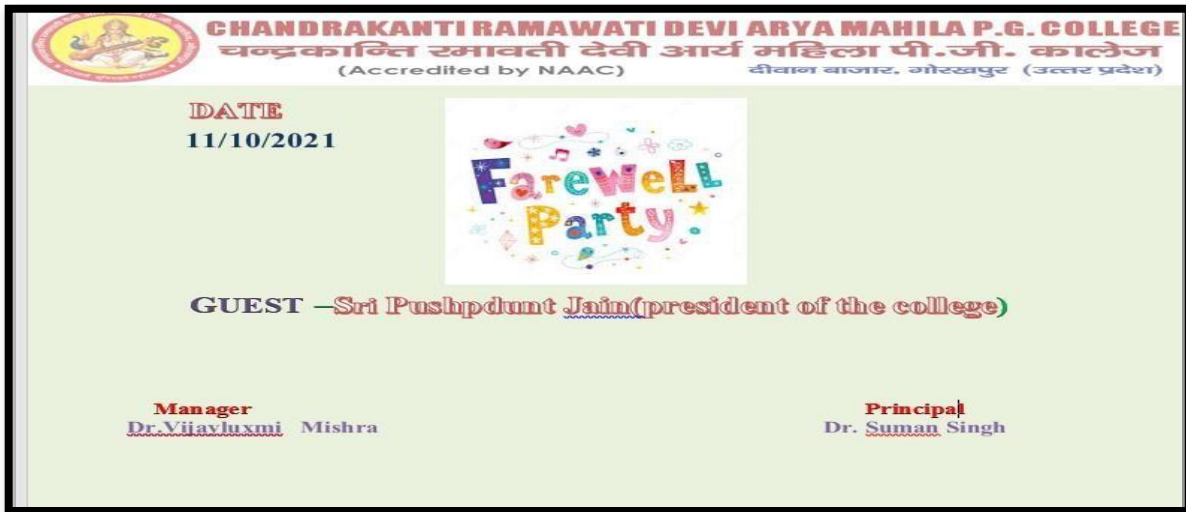 CHANDRAKANTI RAMAWATI DEVI ARYA MAHILA P.G. COLLEGE
चन्द्रकान्ति रमावती देवी आर्य महिला पी.जी. कालेज
(Accredited by NAAC) दीवान बाजार, गोरखपुर (उत्तर प्रदेश)
DATE
11/10/2021
Farewell
Party
GUEST –Sri Pushpdunt Jain(president of the college)
Manager Principal
Dr.Vijayluxmi Mishra Dr. Suman Singh